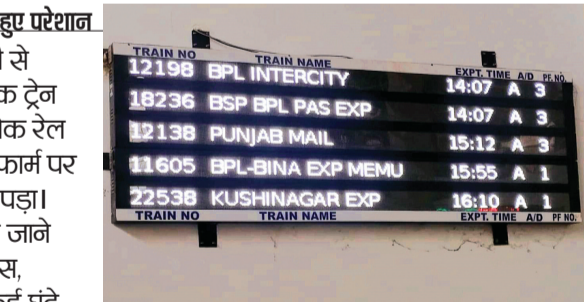 हुए परेशान
से
क ट्रेन
रेल
फार्म पर
पड़ा।
जाने
TRAIN NO TRAIN NAME EXPT. TIME A/D PF. NO.
12198 BPL INTERCITY 14:07 A 3
18236 BSP BPL PAS EXP 14:07 A 3
12138 PUNJAB MAIL 15:12 A 3
11605 BPL-BINA EXP MEMU 15:55 A 1
22538 KUSHINAGAR EXP 16:10 A 1
TRAIN NO TRAIN NAME EXPT. TIME A/D PF NO.